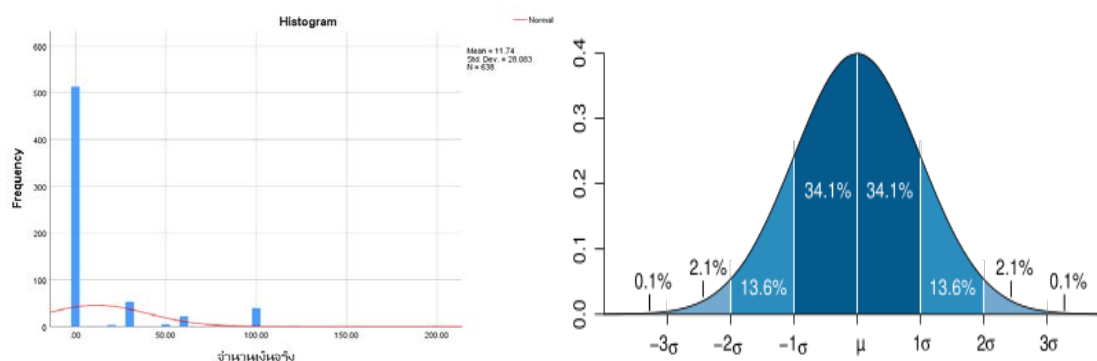 Histogram
Normal
Mean = 11.74
Std. Dev. = 28.083
N = 638
Frequency
600
500
400
300
200
100
0
.00
50.00
100.00
150.00
200.00
0.4
0.3
0.2
0.1
0.0
34.1%
34.1%
13.6%
13.6%
2.1%
2.1%
0.1%
0.1%
−3σ
−2σ
−1σ
μ
1σ
2σ
3σ